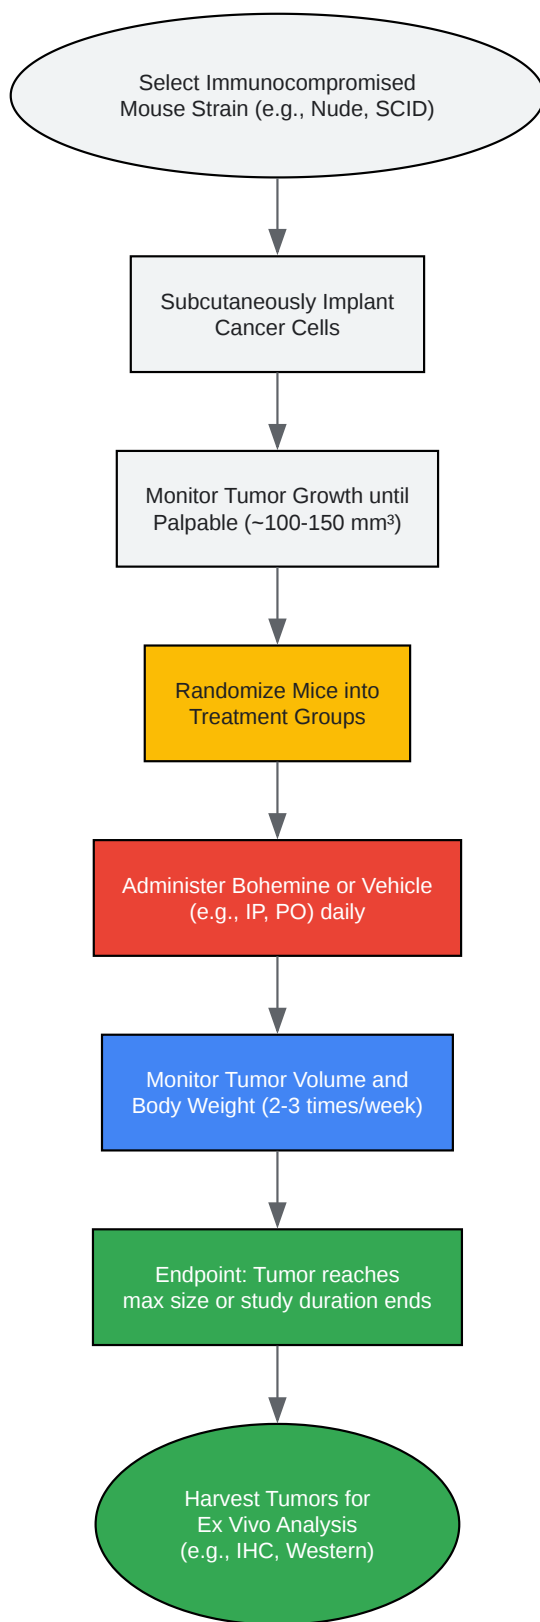 Select Immunocompromised
Mouse Strain (e.g., Nude, SCID)
Subcutaneously Implant
Cancer Cells
Monitor Tumor Growth until
Palpable (~100-150 mm³)
Randomize Mice into
Treatment Groups
Administer Bohemine or Vehicle
(e.g., IP, PO) daily
Monitor Tumor Volume and
Body Weight (2-3 times/week)
Endpoint: Tumor reaches
max size or study duration ends
Harvest Tumors for
Ex Vivo Analysis
(e.g., IHC, Western)